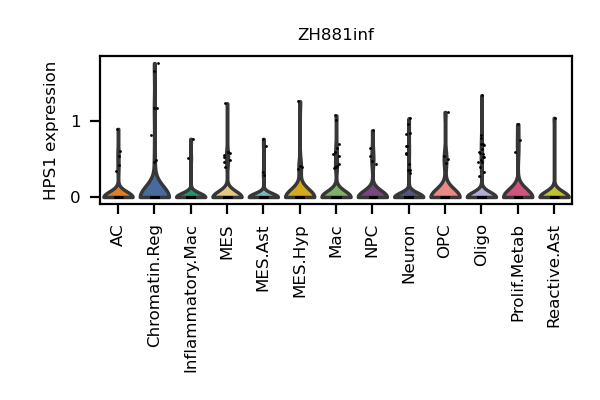 ZH881inf
HPS1 expression
1
0
AC
Chromatin.Reg
Inflammatory.Mac
MES
MES.Ast
MES.Hyp
Mac
NPC
Neuron
OPC
Oligo
Prolif.Metab
Reactive.Ast